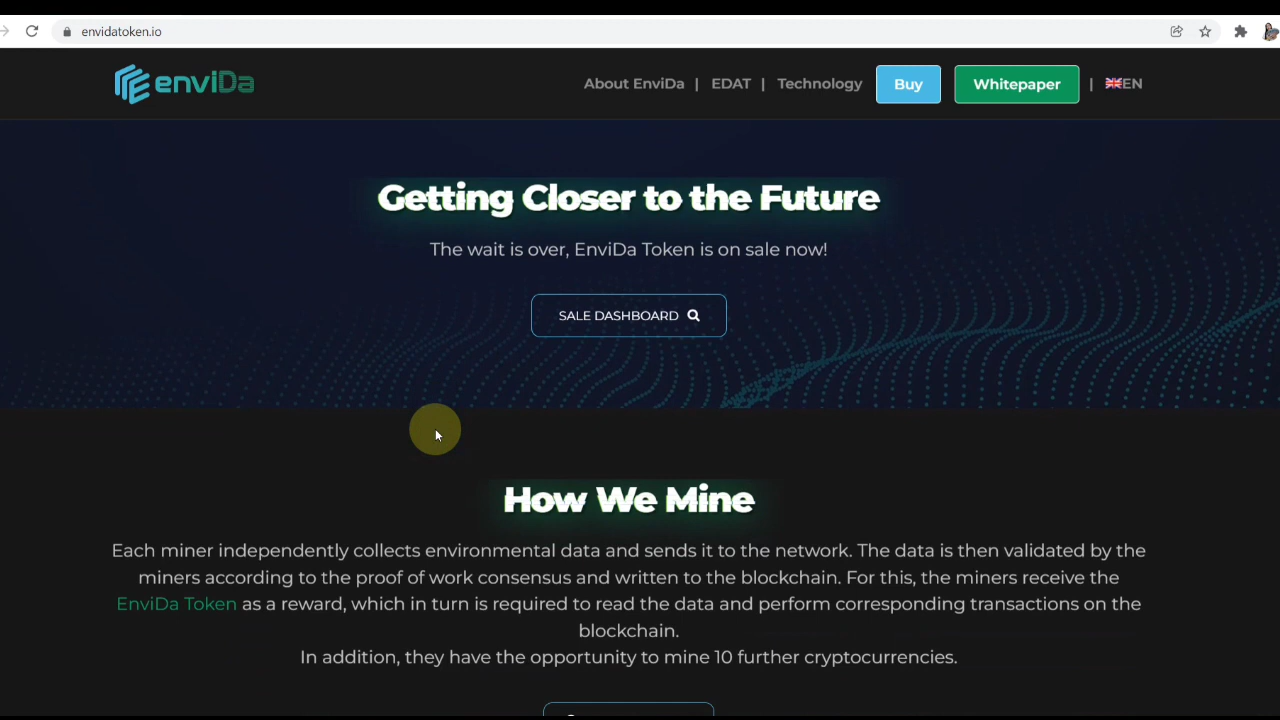 envidatoken.io
enviDa
About EnviDa | EDAT | Technology Buy Whitepaper | EN
Getting Closer to the Future
The wait is over, EnviDa Token is on sale now!
SALE DASHBOARD
How We Mine
Each miner independently collects environmental data and sends it to the network. The data is then validated by the
miners according to the proof of work consensus and written to the blockchain. For this, the miners receive the
EnviDa Token as a reward, which in turn is required to read the data and perform corresponding transactions on the
blockchain.
In addition, they have the opportunity to mine 10 further cryptocurrencies.